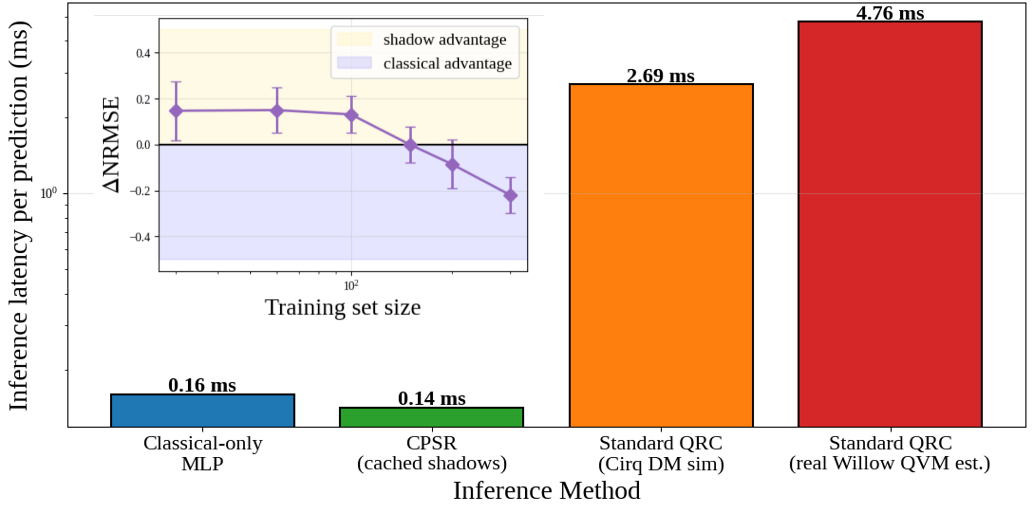 Inference latency per prediction (ms)
10⁰
ΔNRMSE
0.4
0.2
0.0
−0.2
−0.4
shadow advantage
classical advantage
10²
Training set size
0.16 ms
0.14 ms
2.69 ms
4.76 ms
Classical-only
MLP
CPSR
(cached shadows)
Standard QRC
(Cirq DM sim)
Standard QRC
(real Willow QVM est.)
Inference Method